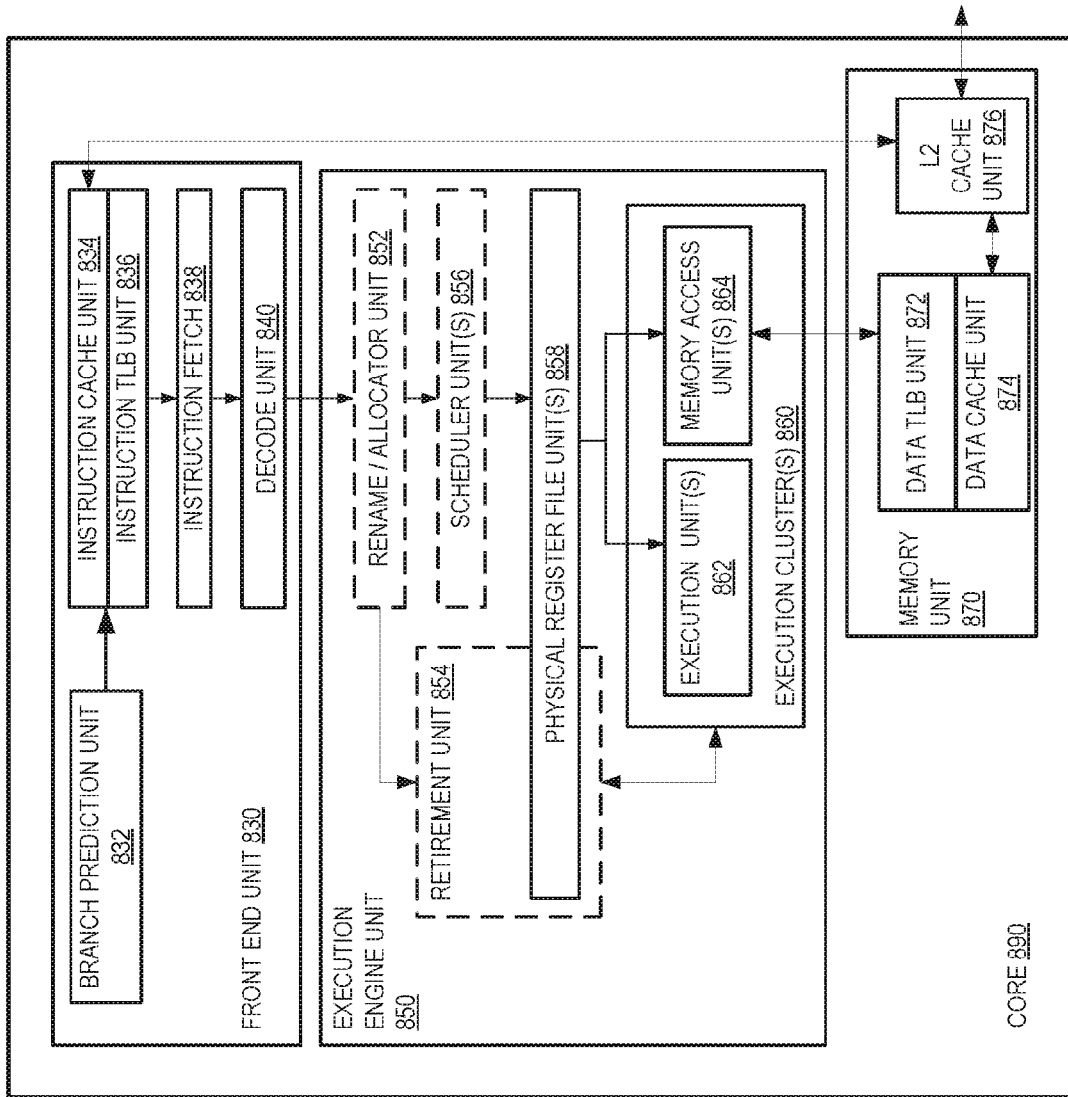 BRANCH PREDICTION UNIT
832
INSTRUCTION CACHE UNIT 834
INSTRUCTION TLB UNIT 836
INSTRUCTION FETCH 838
DECODE UNIT 840
FRONT END UNIT 830
EXECUTION
ENGINE UNIT
850
RENAME / ALLOCATOR UNIT 852
RETIREMENT UNIT 854
SCHEDULER UNIT(S) 856
PHYSICAL REGISTER FILE UNIT(S) 858
EXECUTION UNIT(S)
862
MEMORY ACCESS
UNIT(S) 864
EXECUTION CLUSTER(S) 860
MEMORY
UNIT
870
DATA TLB UNIT 872
DATA CACHE UNIT
874
L2
CACHE
UNIT 876
CORE 890